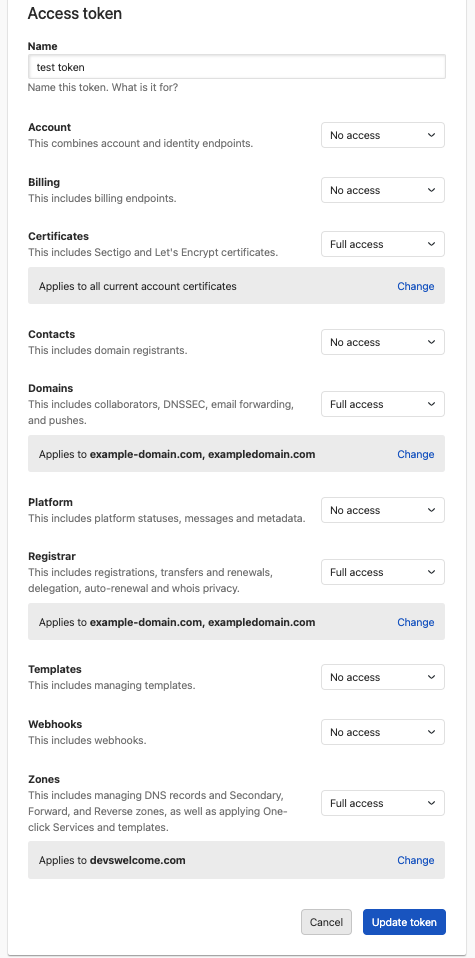 Access token
Name
test token
Name this token. What is it for?
Account
This combines account and identity endpoints.
No access
Billing
This includes billing endpoints.
No access
Certificates
This includes Sectigo and Let's Encrypt certificates.
Full access
Applies to all current account certificates
Change
Contacts
This includes domain registrants.
No access
Domains
This includes collaborators, DNSSEC, email forwarding,
and pushes.
Full access
Applies to example-domain.com, exampledomain.com
Change
Platform
This includes platform statuses, messages and metadata.
No access
Registrar
This includes registrations, transfers and renewals,
delegation, auto-renewal and whois privacy.
Full access
Applies to example-domain.com, exampledomain.com
Change
Templates
This includes managing templates.
No access
Webhooks
This includes webhooks.
No access
Zones
This includes managing DNS records and Secondary,
Forward, and Reverse zones, as well as applying One-
click Services and templates.
Full access
Applies to devswelcome.com
Change
Cancel
Update token